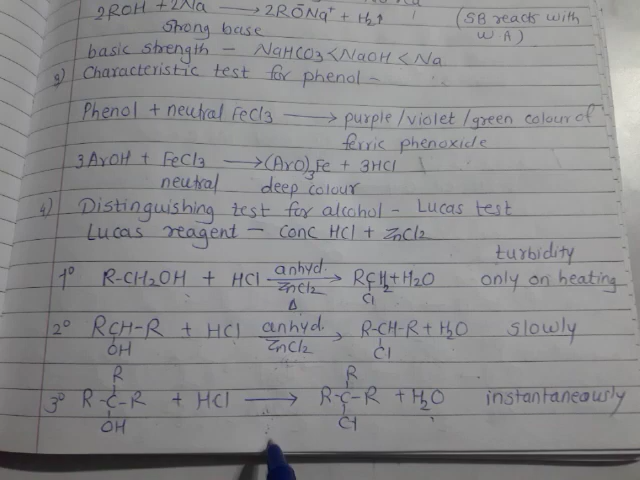 2ROH + 2Na ⟶ 2RO⁻Na⁺ + H₂↑ (SB reacts with
strong base W.A)
basic strength – NaHCO3 < NaOH < Na
3) Characteristic test for phenol –
Phenol + neutral FeCl3 ⟶ purple/violet/green colour of
ferric phenoxide
3ArOH + FeCl3 ⟶ (ArO)3Fe + 3HCl
neutral deep colour
4) Distinguishing test for alcohol – Lucas test
Lucas reagent – conc HCl + ZnCl2
turbidity
1° R-CH2OH + HCl anhyd. ZnCl2 Δ ⟶ RCH2 + H2O only on heating
Cl
2° RCH-R + HCl anhyd. ZnCl2 ⟶ R-CH-R + H2O slowly
OH Cl
R R
3° R-C-R + HCl ⟶ R-C-R + H2O instantaneously
OH Cl